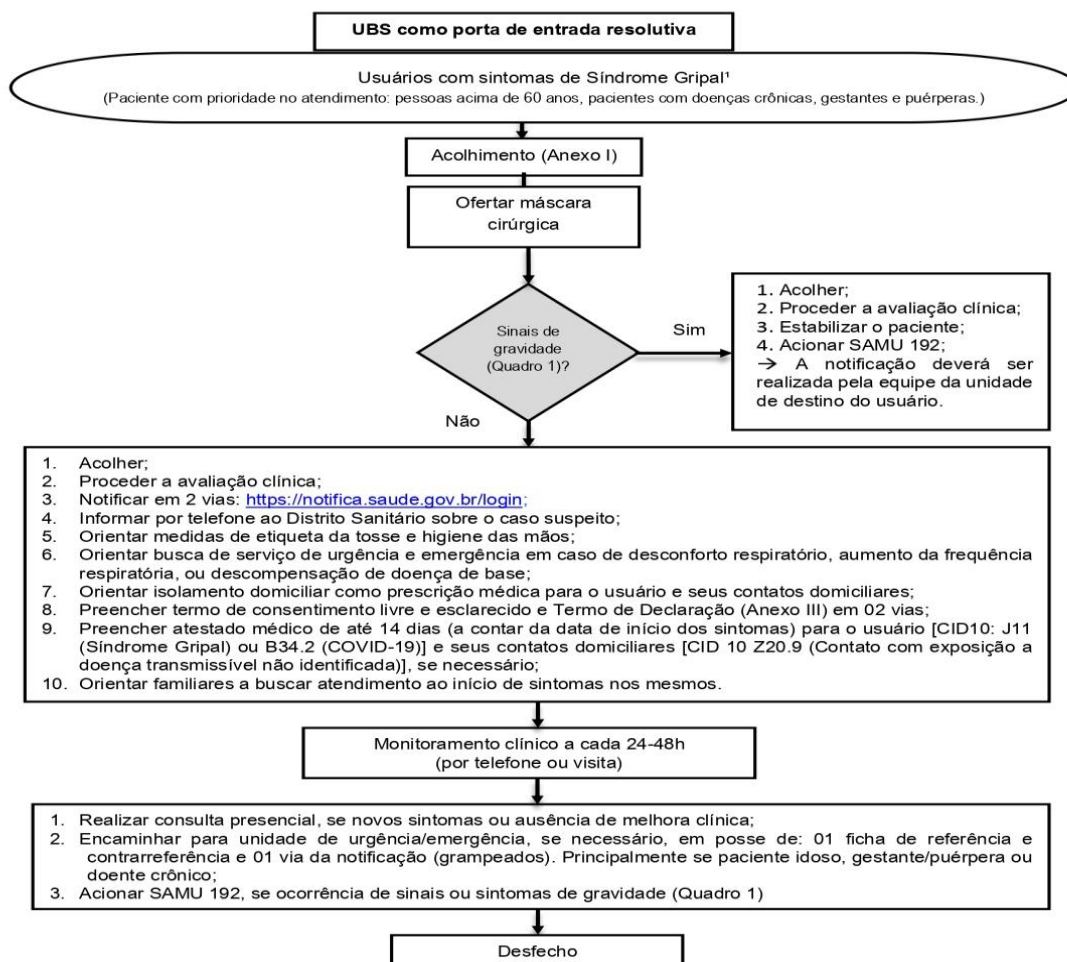 UBS como porta de entrada resolutiva
Usuários com sintomas de Síndrome Gripal¹
(Paciente com prioridade no atendimento: pessoas acima de 60 anos, pacientes com doenças crônicas, gestantes e puérperas.)
Acolhimento (Anexo I)
Ofertar máscara
cirúrgica
Sinais de
gravidade
(Quadro 1)?
Sim
1. Acolher;
2. Proceder a avaliação clínica;
3. Estabilizar o paciente;
4. Acionar SAMU 192;
→ A notificação deverá ser
realizada pela equipe da unidade
de destino do usuário.
Não
1. Acolher;
2. Proceder a avaliação clínica;
3. Notificar em 2 vias: https://notifica.saude.gov.br/login;
4. Informar por telefone ao Distrito Sanitário sobre o caso suspeito;
5. Orientar medidas de etiqueta da tosse e higiene das mãos;
6. Orientar busca de serviço de urgência e emergência em caso de desconforto respiratório, aumento da frequência
respiratória, ou descompensação de doença de base;
7. Orientar isolamento domiciliar como prescrição médica para o usuário e seus contatos domiciliares;
8. Preencher termo de consentimento livre e esclarecido e Termo de Declaração (Anexo III) em 02 vias;
9. Preencher atestado médico de até 14 dias (a contar da data de início dos sintomas) para o usuário [CID10: J11
(Síndrome Gripal) ou B34.2 (COVID-19)] e seus contatos domiciliares [CID 10 Z20.9 (Contato com exposição a
doença transmissível não identificada)], se necessário;
10. Orientar familiares a buscar atendimento ao início de sintomas nos mesmos.
Monitoramento clínico a cada 24-48h
(por telefone ou visita)
1. Realizar consulta presencial, se novos sintomas ou ausência de melhora clínica;
2. Encaminhar para unidade de urgência/emergência, se necessário, em posse de: 01 ficha de referência e
contrarreferência e 01 via da notificação (grampeados). Principalmente se paciente idoso, gestante/puérpera ou
doente crônico;
3. Acionar SAMU 192, se ocorrência de sinais ou sintomas de gravidade (Quadro 1)
Desfecho